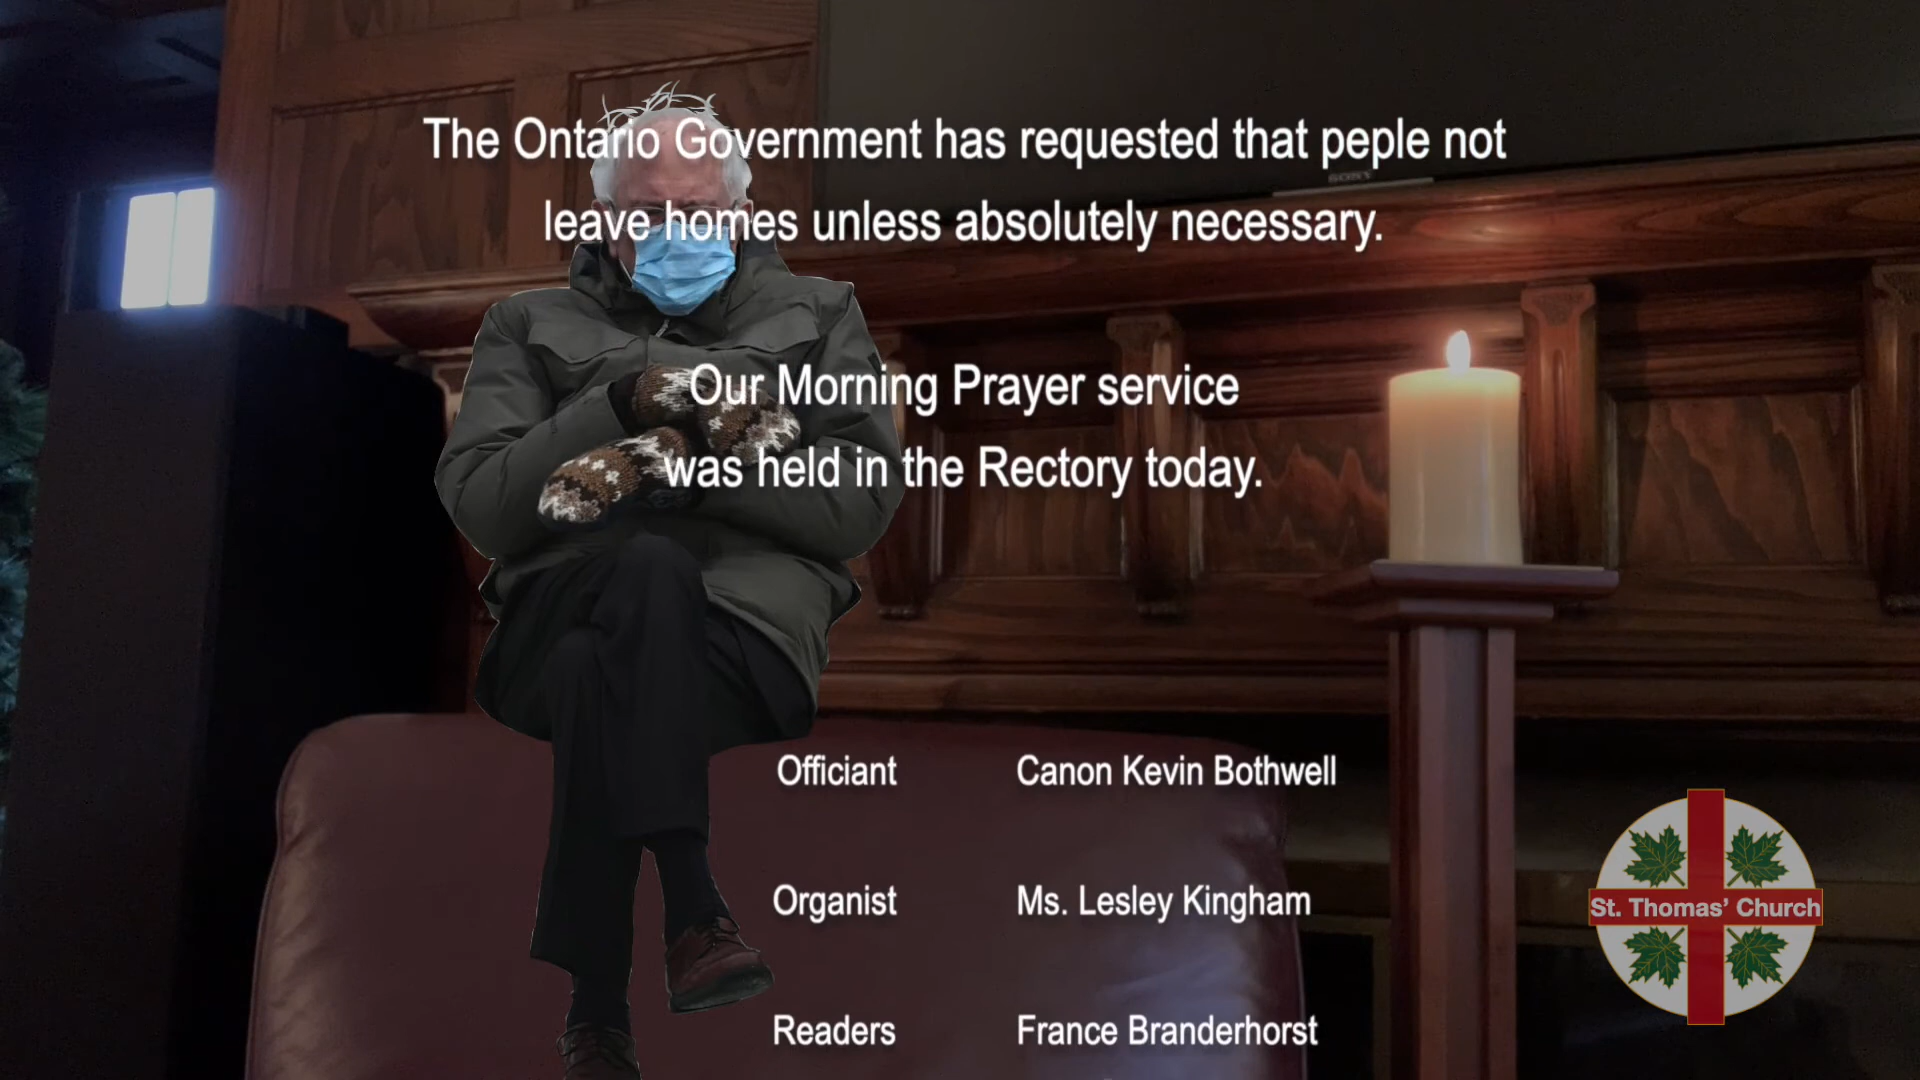 The Ontario Government has requested that peple not
leave homes unless absolutely necessary.
Our Morning Prayer service
was held in the Rectory today.
Officiant Canon Kevin Bothwell
Organist Ms. Lesley Kingham
Readers France Branderhorst
St. Thomas' Church
SONY